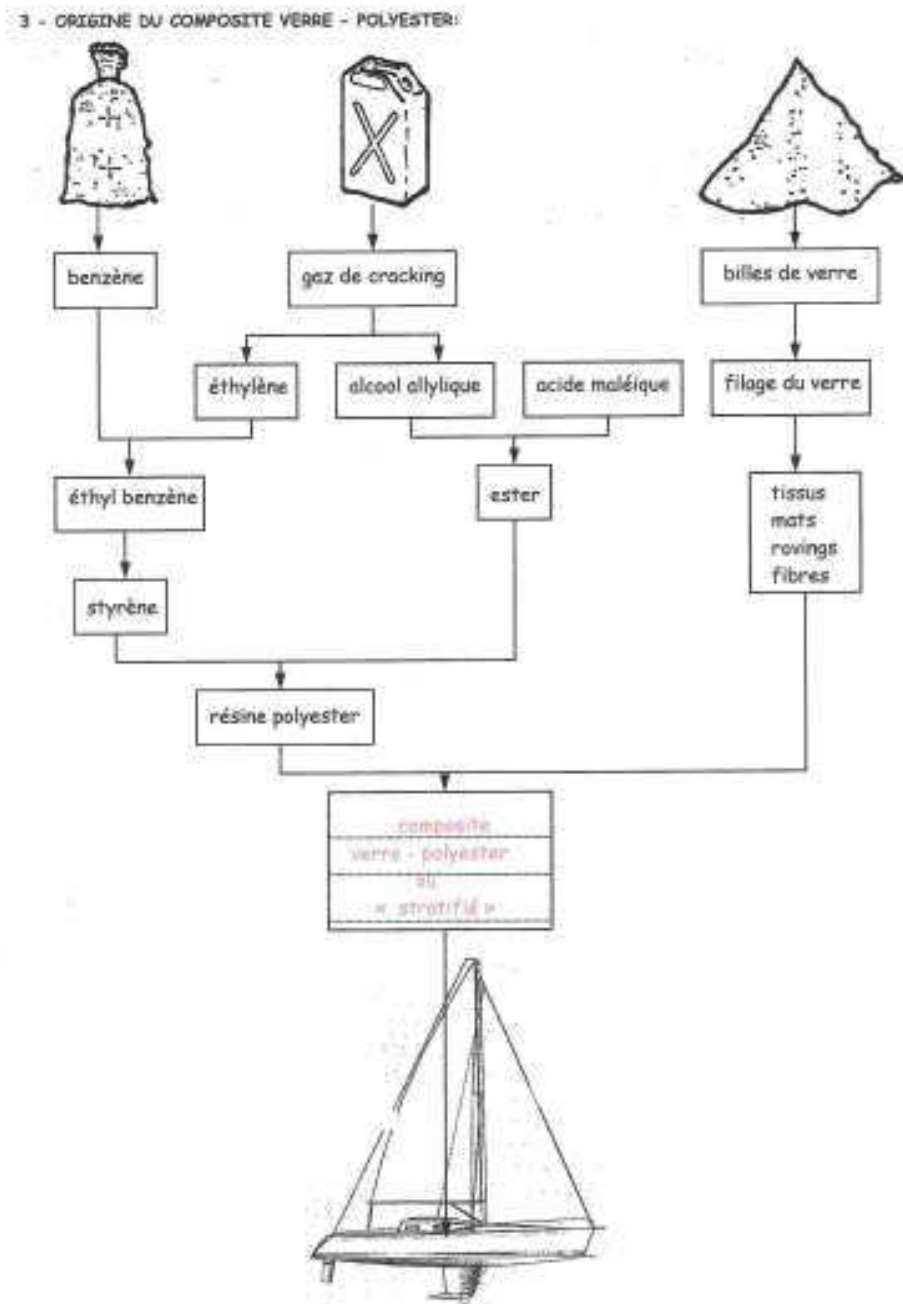 3 - ORIGINE DU COMPOSITE VERRE - POLYESTER:
benzène
gaz de cracking
billes de verre
éthylène
alcool allylique
acide maléique
filage du verre
éthyl benzène
ester
tissus
mats
rovings
fibres
styrène
résine polyester
composite
verre - polyester
ou
« stratifié »